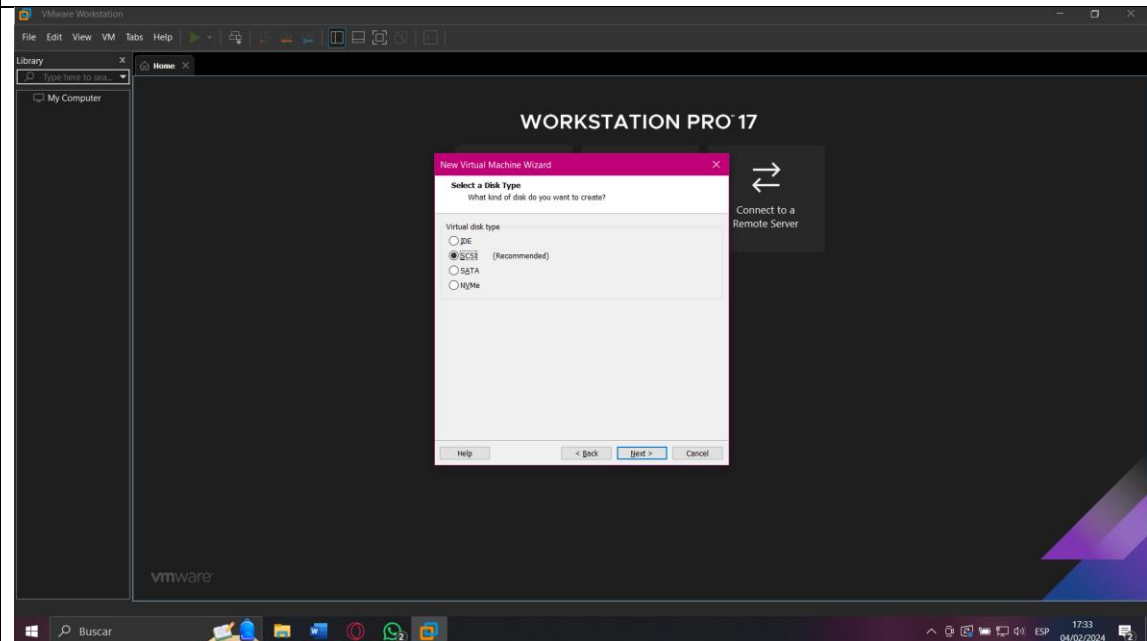 VMware Workstation
File Edit View VM Tabs Help
Library
Type here to sea...
Home
My Computer
WORKSTATION PRO™ 17
New Virtual Machine Wizard
Select a Disk Type
What kind of disk do you want to create?
Virtual disk type
IDE
SCSI (Recommended)
SATA
NVMe
Help < Back Next > Cancel
Connect to a
Remote Server
vmware
Buscar
2
ESP
17:33
04/02/2024